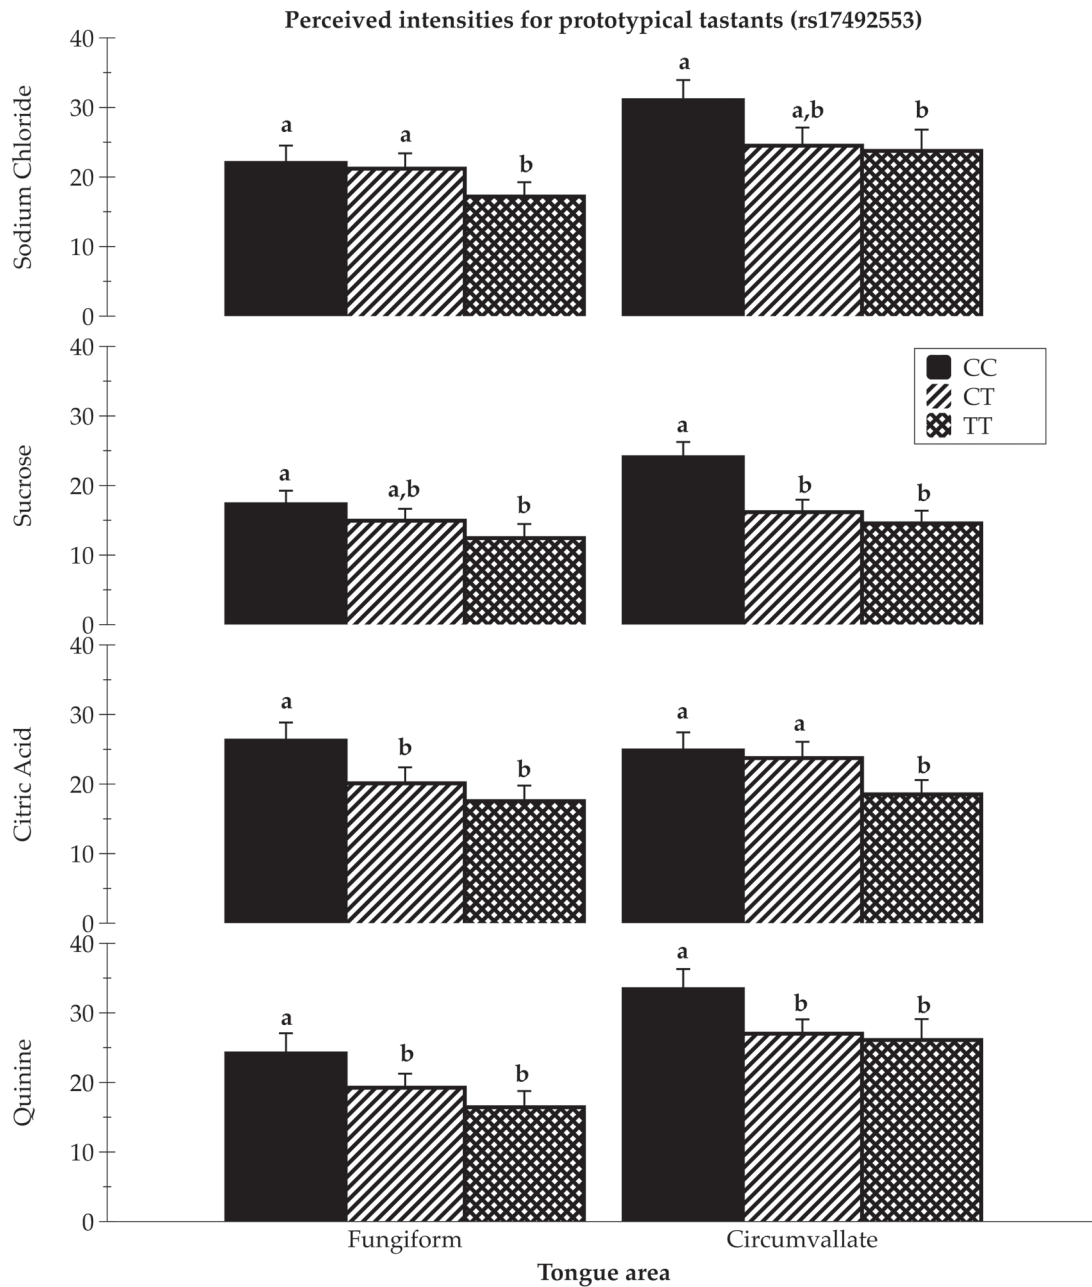 Perceived intensities for prototypical tastants (rs17492553)
Sodium Chloride
40
30
20
10
0
a
a
b
a
a,b
b
Sucrose
40
30
20
10
0
CC
CT
TT
a
a,b
b
a
b
b
Citric Acid
40
30
20
10
0
a
b
b
a
a
b
Quinine
40
30
20
10
0
a
b
b
a
b
b
Fungiform
Circumvallate
Tongue area